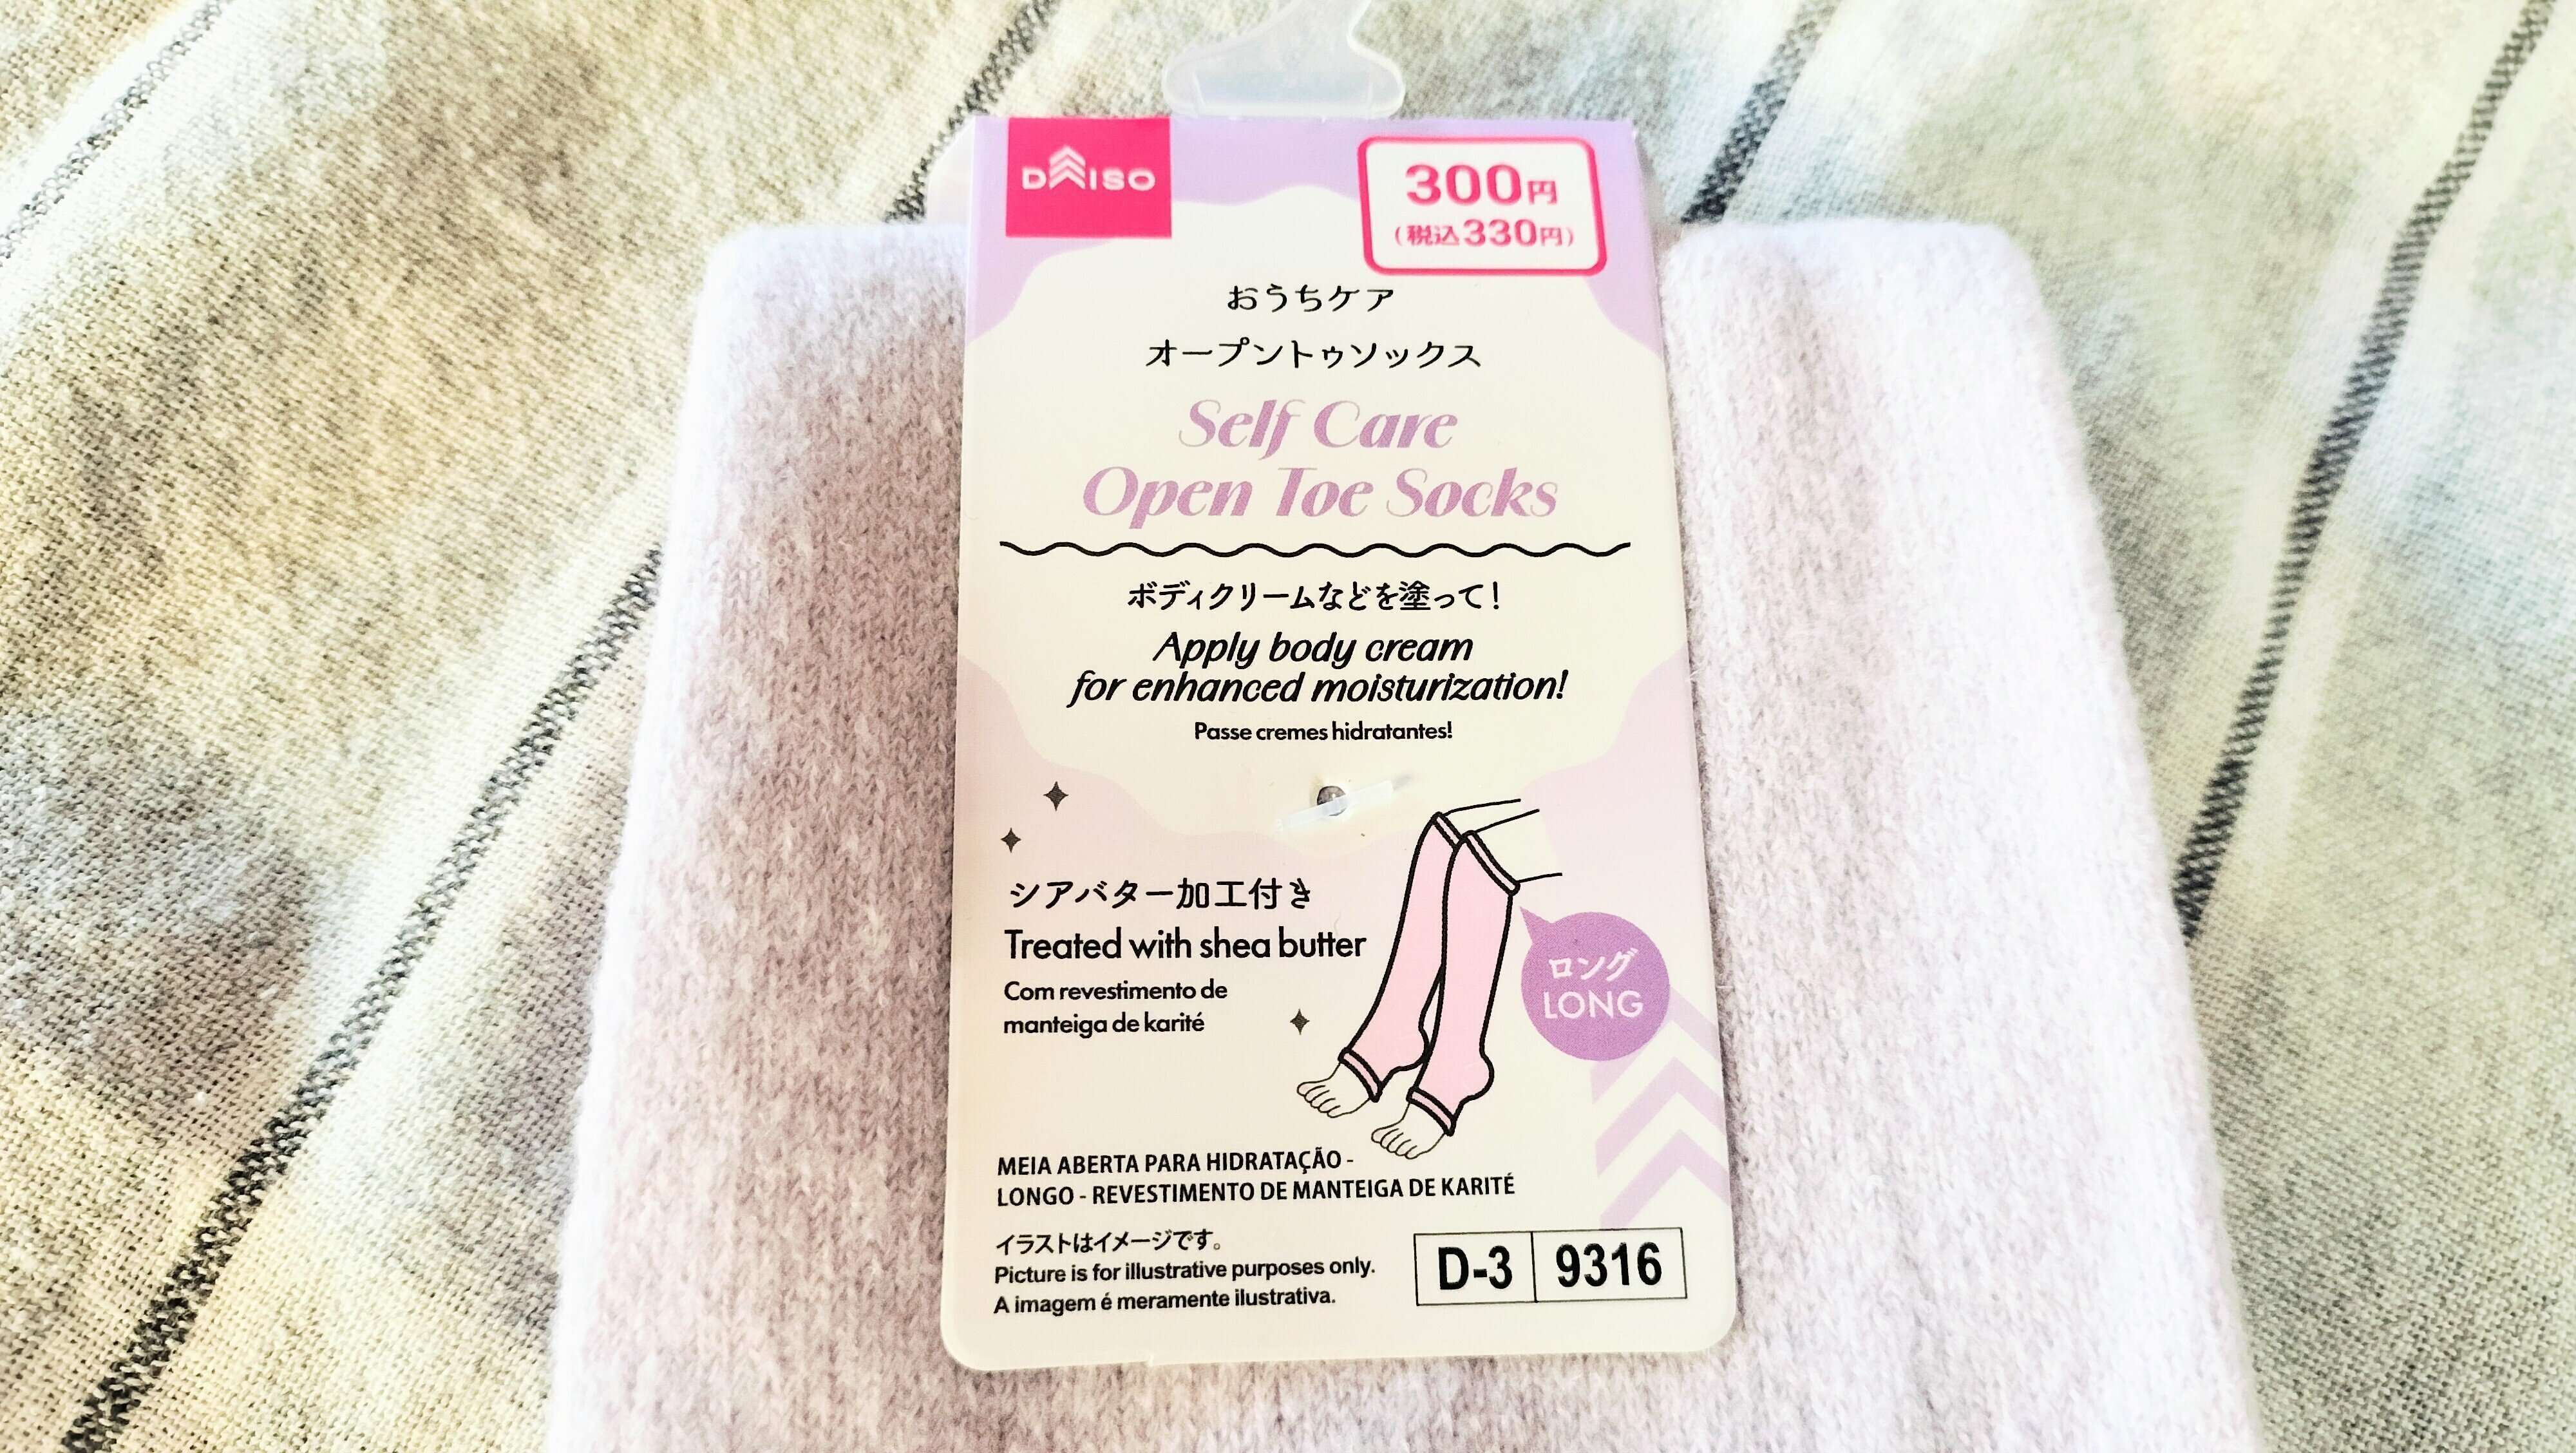 DAISO
300円
(税込330円)
おうちケア
オープントゥソックス
Self Care
Open Toe Socks
ボディクリームなどを塗って!
Apply body cream
for enhanced moisturization!
Passe cremes hidratantes!
シアバター加工付き
Treated with shea butter
Com revestimento de
manteiga de karité
ロング
LONG
MEIA ABERTA PARA HIDRATAÇÃO -
LONGO - REVESTIMENTO DE MANTEIGA DE KARITÉ
イラストはイメージです。
Picture is for illustrative purposes only.
A imagem é meramente ilustrativa.
D-3 9316